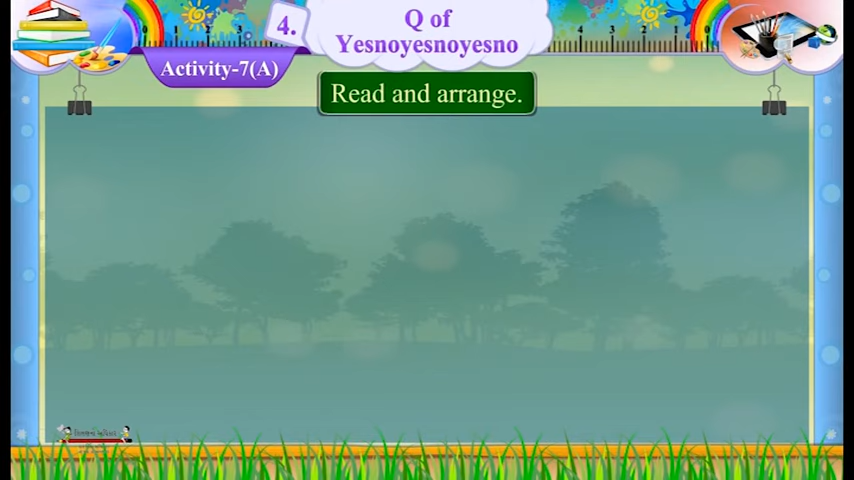 4.
Q of
Yesnoyesnoyesno
Activity-7(A)
Read and arrange.